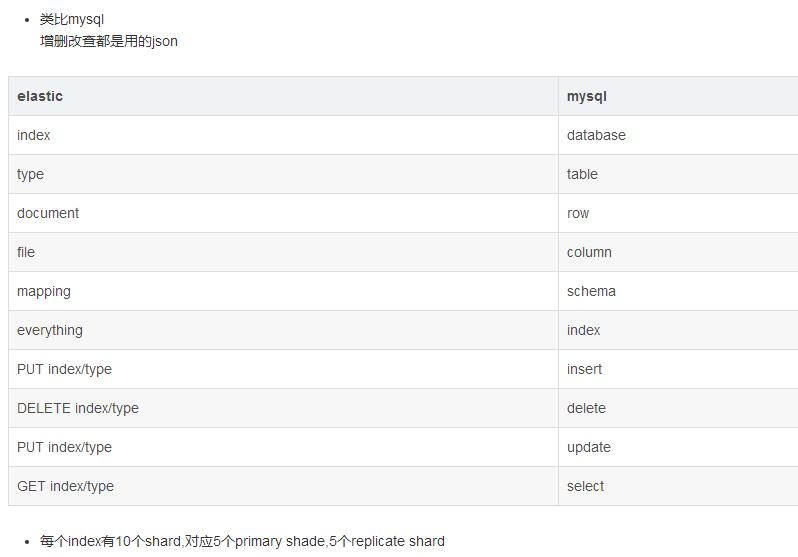 类比mysql
增删改查都是用的json
elastic mysql
index database
type table
document row
file column
mapping schema
everything index
PUT index/type insert
DELETE index/type delete
PUT index/type update
GET index/type select
每个index有10个shard,对应5个primary shade,5个replicate shard